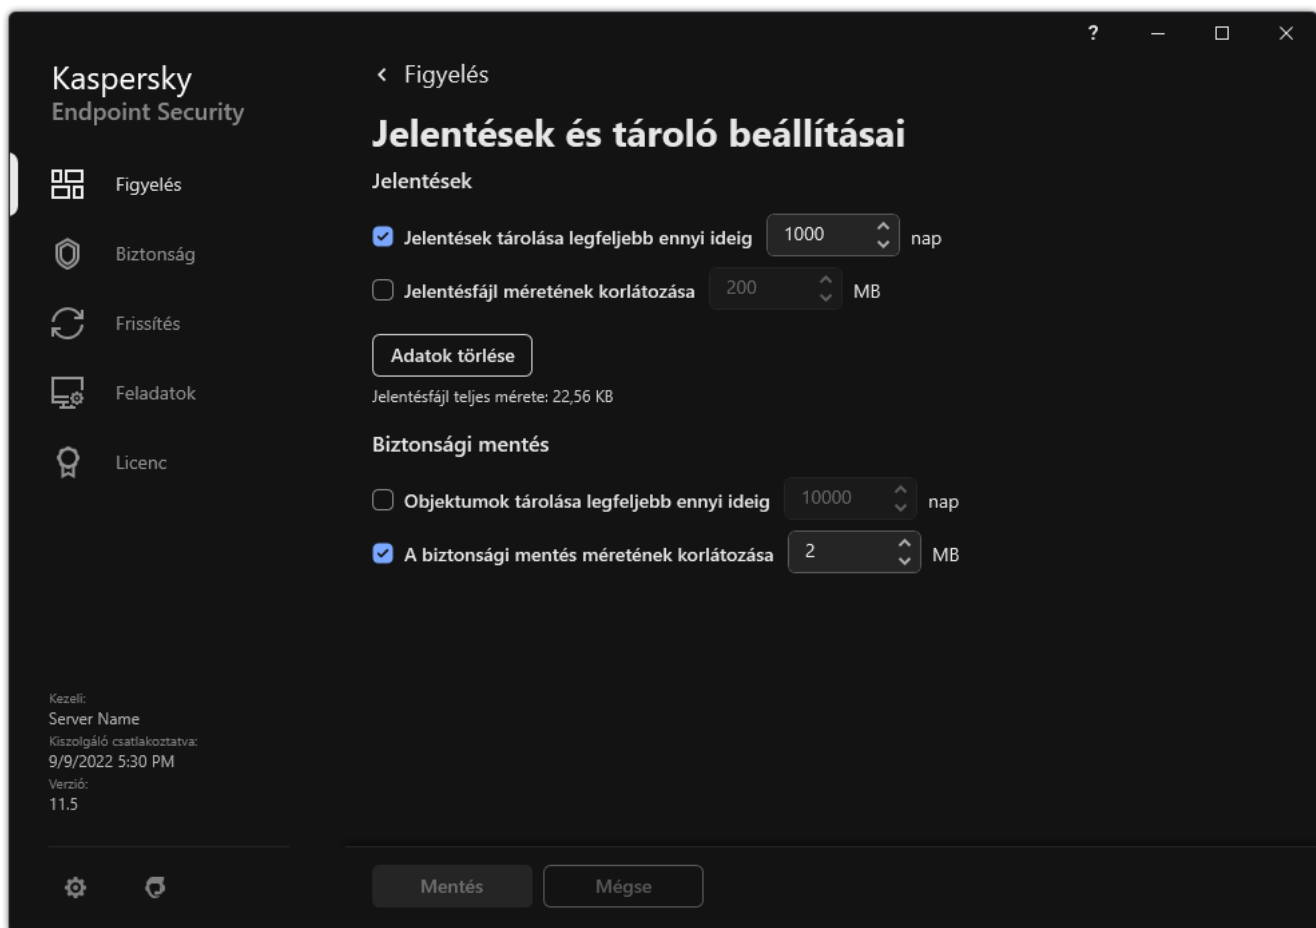 ?
Kaspersky
Endpoint Security
Figyelés
Biztonság
Frissítés
Feladatok
Licenc
Kezeli:
Server Name
Kiszolgáló csatlakoztatva:
9/9/2022 5:30 PM
Verzió:
11.5
Figyelés
Jelentések és tároló beállításai
Jelentések
Jelentések tárolása legfeljebb ennyi ideig 1000 nap
Jelentésfájl méretének korlátozása 200 MB
Adatok törlése
Jelentésfájl teljes mérete: 22,56 KB
Biztonsági mentés
Objektumok tárolása legfeljebb ennyi ideig 10000 nap
A biztonsági mentés méretének korlátozása 2 MB
Mentés Mégse